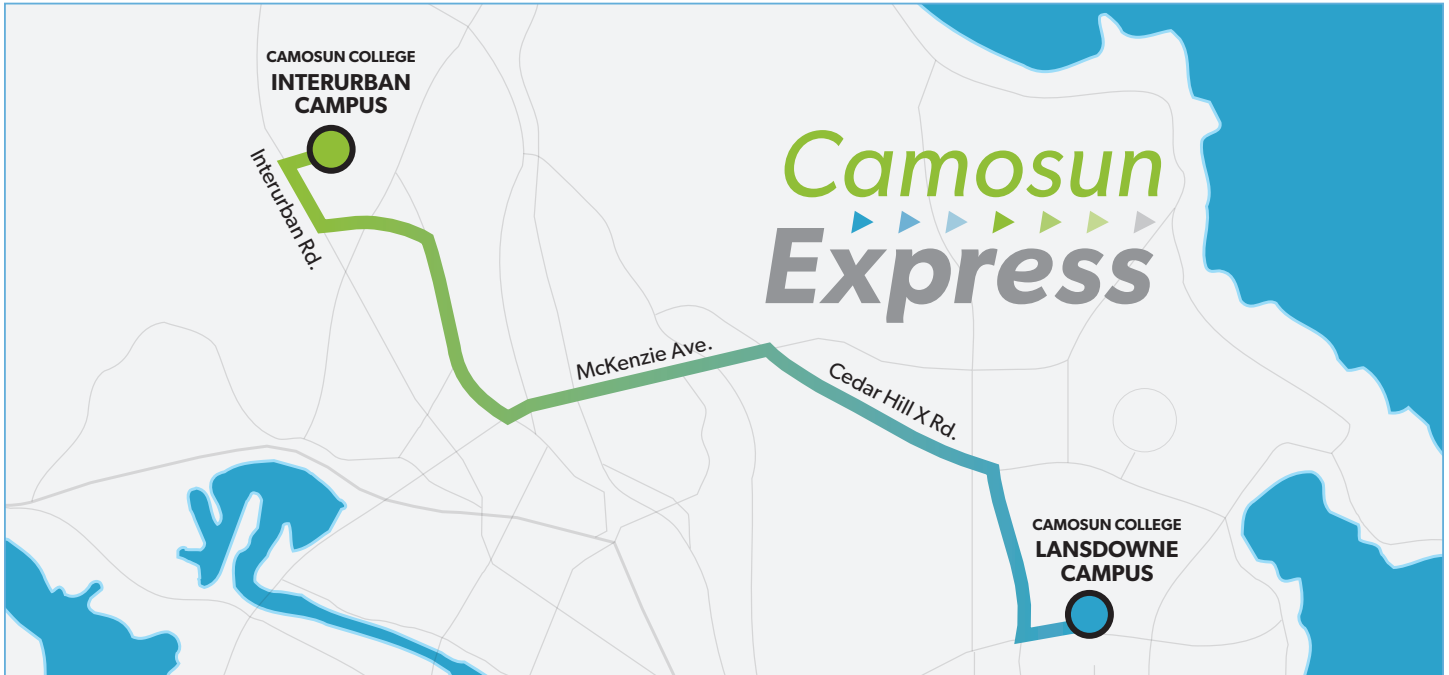 CAMOSUN COLLEGE
INTERURBAN
CAMPUS
Interurban Rd.
Camosun
Express
McKenzie Ave.
Cedar Hill X Rd.
CAMOSUN COLLEGE
LANSDOWNE
CAMPUS